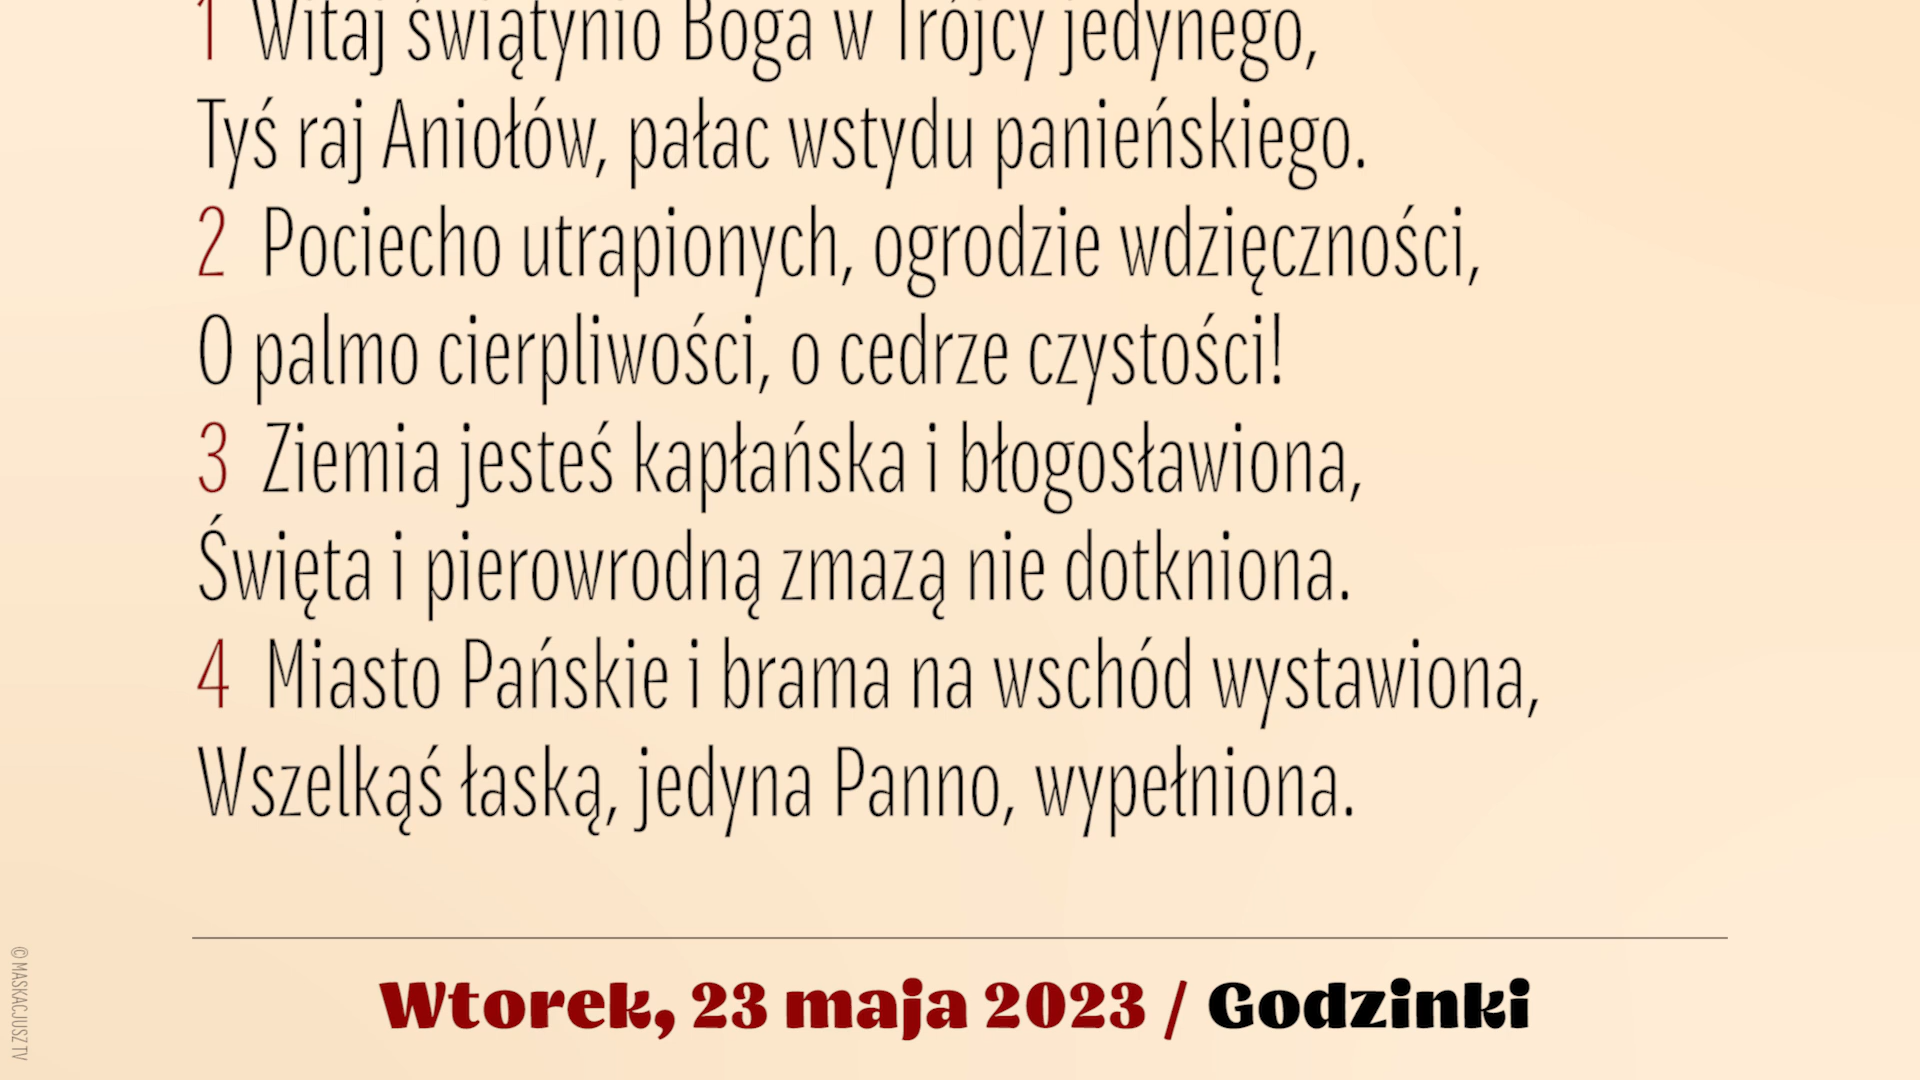 1 Witaj świątynio Boga w Trójcy jedynego,
Tyś raj Aniołów, pałac wstydu panieńskiego.
2 Pociecho utrapionych, ogrodzie wdzięczności,
O palmo cierpliwości, o cedrze czystości!
3 Ziemia jesteś kapłańska i błogosławiona,
Święta i pierowrodną zmazą nie dotkniona.
4 Miasto Pańskie i brama na wschód wystawiona,
Wszelkąś łaską, jedyna Panno, wypełniona.
Wtorek, 23 maja 2023 / Godzinki
© MASKACJUSZ TV